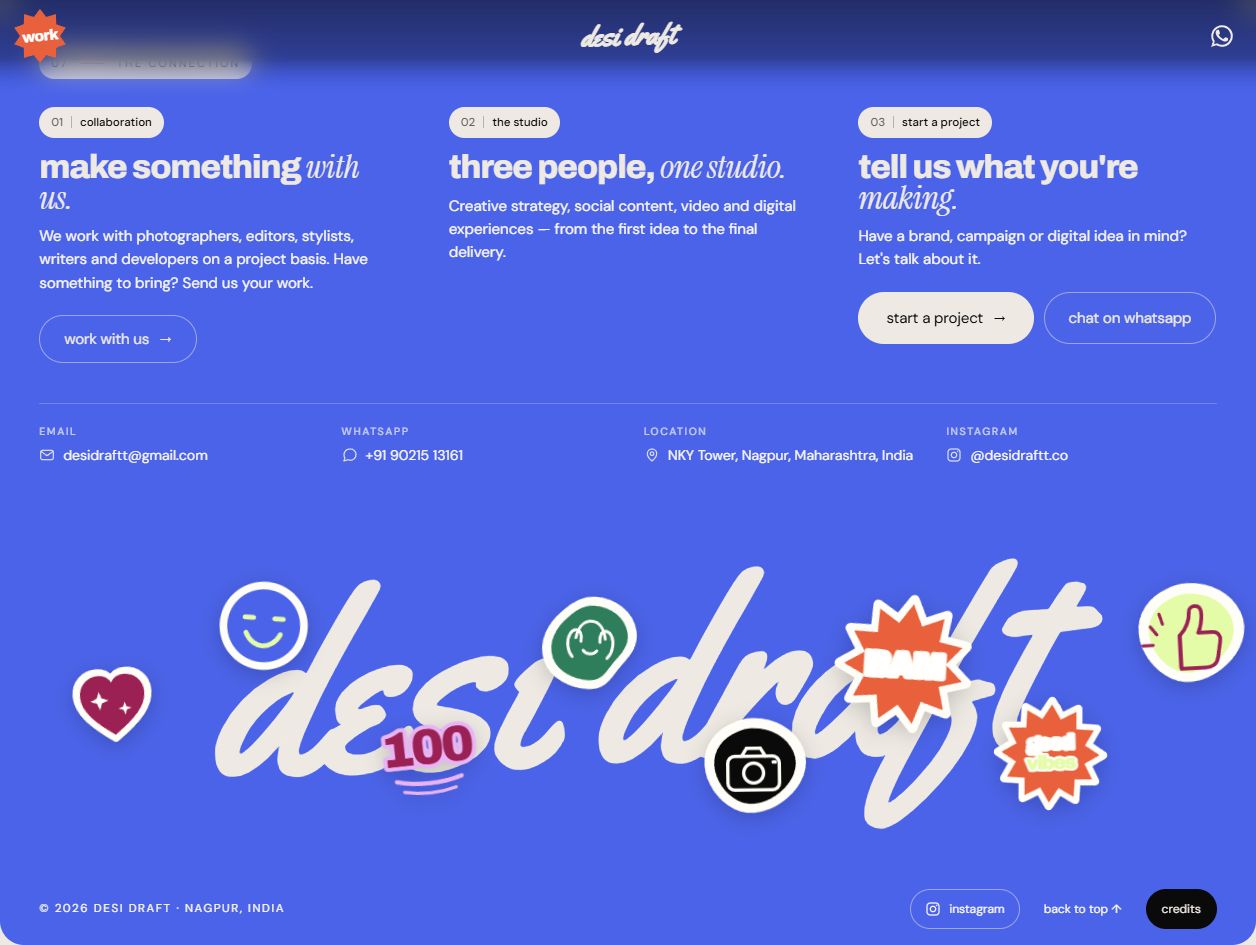 work
desi draft
07 THE CONNECTION
01 | collaboration
make something with
us.
We work with photographers, editors, stylists,
writers and developers on a project basis. Have
something to bring? Send us your work.
work with us →
02 | the studio
three people, one studio.
Creative strategy, social content, video and digital
experiences — from the first idea to the final
delivery.
03 | start a project
tell us what you're
making.
Have a brand, campaign or digital idea in mind?
Let's talk about it.
start a project →
chat on whatsapp
EMAIL
desidraftt@gmail.com
WHATSAPP
+91 90215 13161
LOCATION
NKY Tower, Nagpur, Maharashtra, India
INSTAGRAM
@desidraftt.co
desi draft
100
vibes
© 2026 DESI DRAFT · NAGPUR, INDIA
instagram
back to top ↑
credits